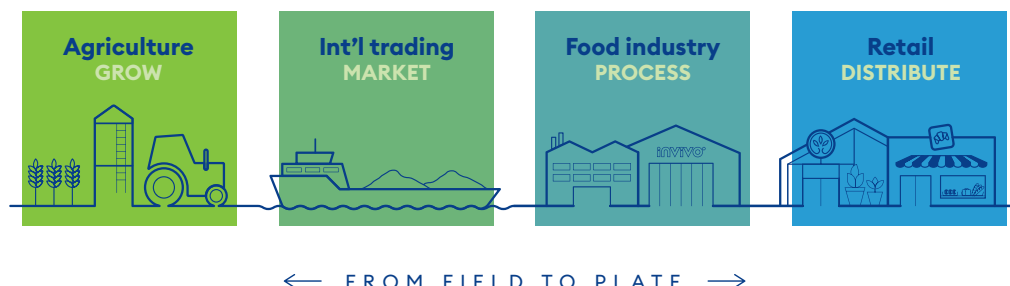 Agriculture
GROW
Int'l trading
MARKET
Food industry
PROCESS
Retail
DISTRIBUTE
invivo
FROM FIELD TO PLATE